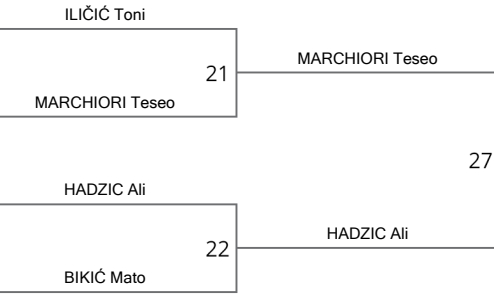 ILIČIĆ Toni
21
MARCHIORI Teseo
MARCHIORI Teseo
27
HADZIC Ali
22
HADZIC Ali
BIKIĆ Mato